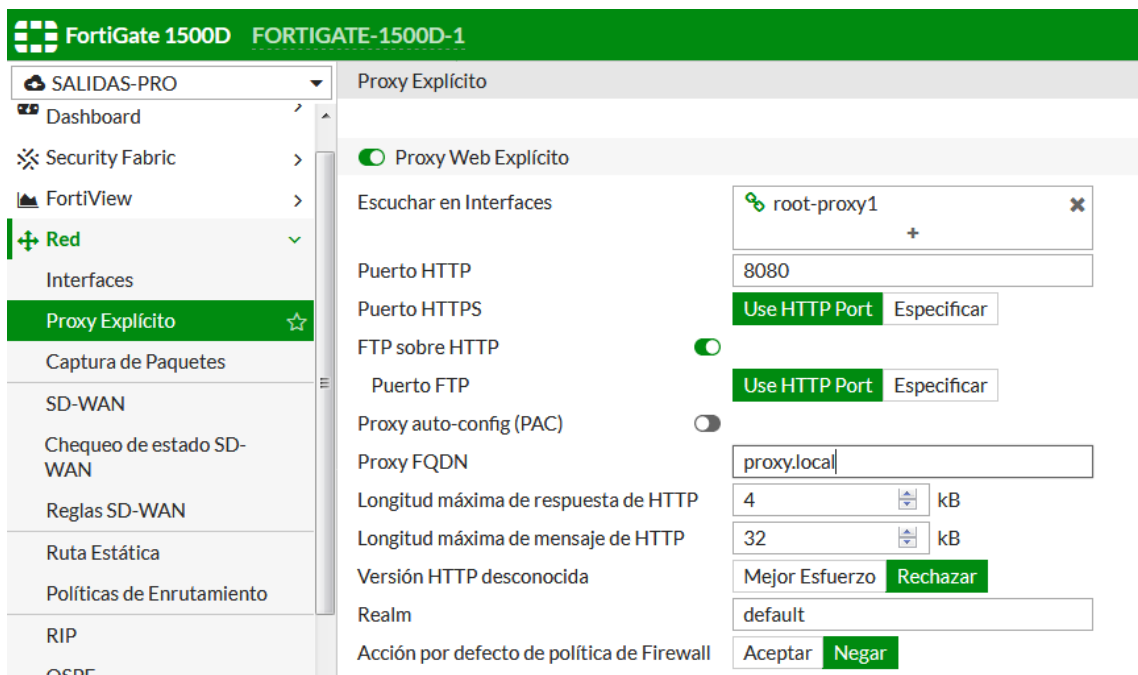 FortiGate 1500D FORTIGATE-1500D-1
SALIDAS-PRO
Proxy Explícito
Dashboard
Security Fabric
FortiView
Red
Interfaces
Proxy Explícito
Captura de Paquetes
SD-WAN
Chequeo de estado SD-
WAN
Reglas SD-WAN
Ruta Estática
Políticas de Enrutamiento
RIP
OSPF
Proxy Web Explícito
Escuchar en Interfaces root-proxy1
Puerto HTTP 8080
Puerto HTTPS Use HTTP Port Especificar
FTP sobre HTTP
Puerto FTP Use HTTP Port Especificar
Proxy auto-config (PAC)
Proxy FQDN proxy.local
Longitud máxima de respuesta de HTTP 4 kB
Longitud máxima de mensaje de HTTP 32 kB
Versión HTTP desconocida Mejor Esfuerzo Rechazar
Realm default
Acción por defecto de política de Firewall Aceptar Negar